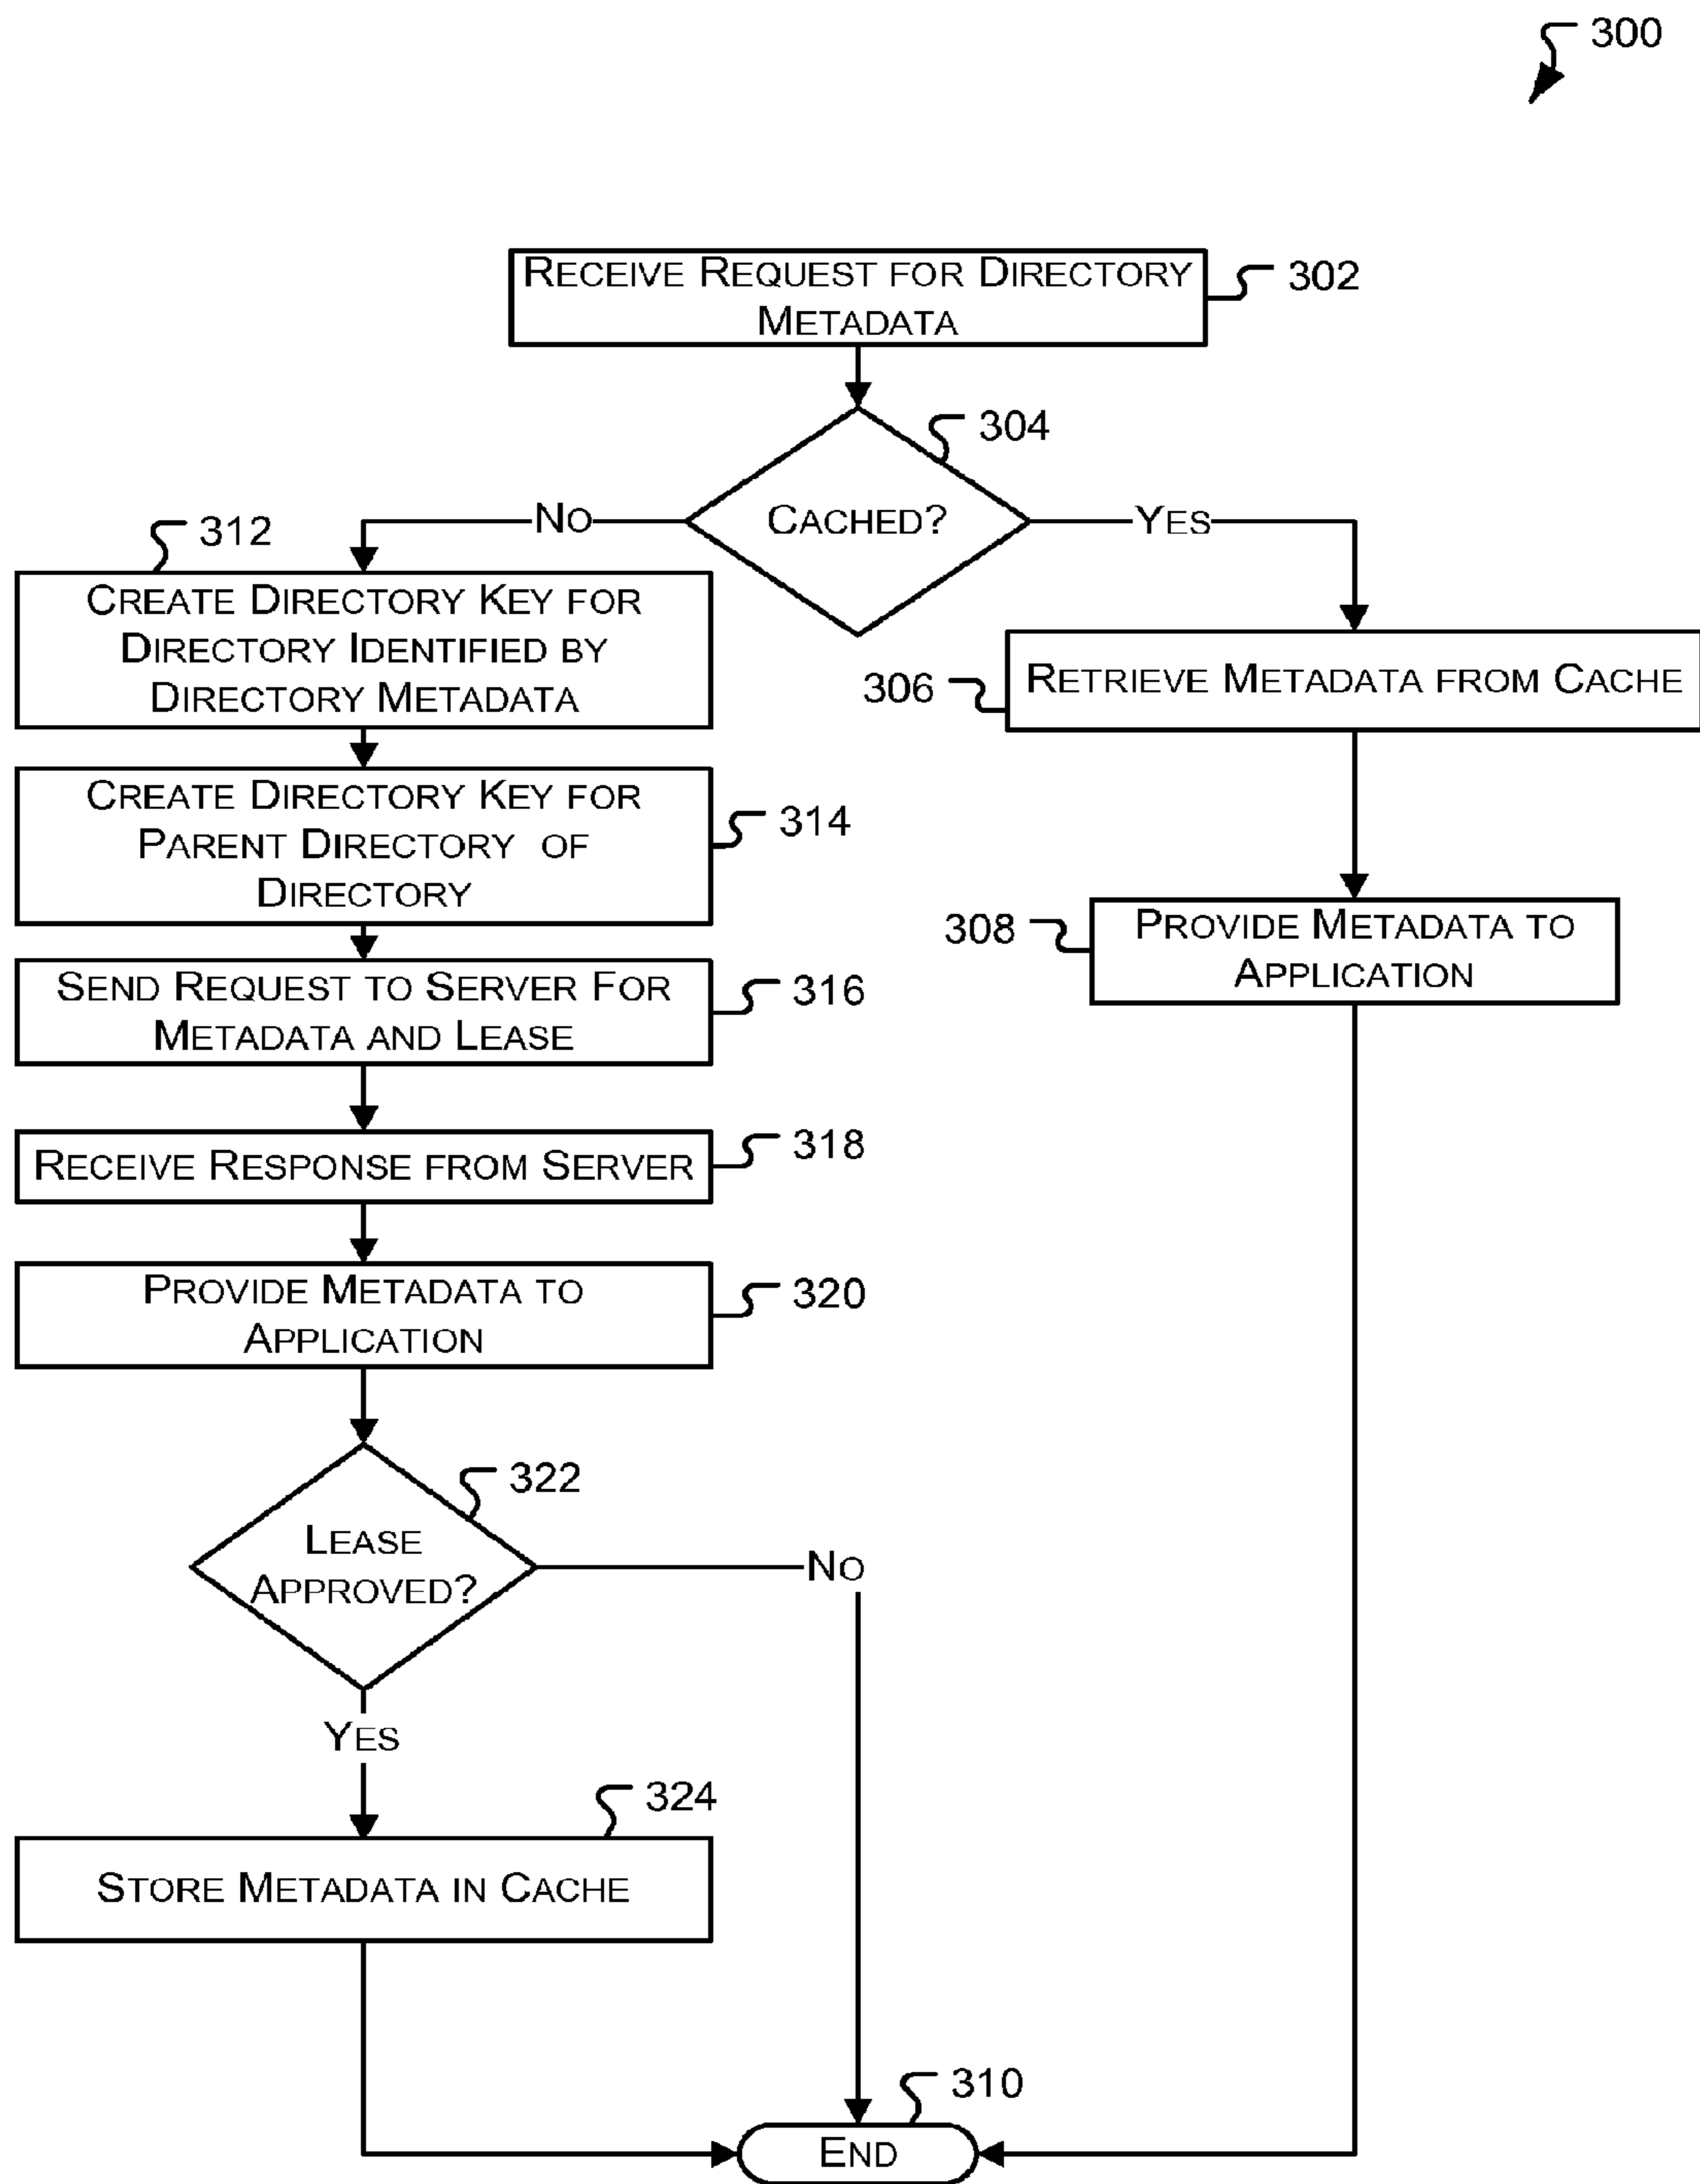 300
RECEIVE REQUEST FOR DIRECTORY
METADATA
302
304
CACHED?
NO
YES
312
CREATE DIRECTORY KEY FOR
DIRECTORY IDENTIFIED BY
DIRECTORY METADATA
306
RETRIEVE METADATA FROM CACHE
CREATE DIRECTORY KEY FOR
PARENT DIRECTORY OF
DIRECTORY
314
308
PROVIDE METADATA TO
APPLICATION
SEND REQUEST TO SERVER FOR
METADATA AND LEASE
316
RECEIVE RESPONSE FROM SERVER
318
PROVIDE METADATA TO
APPLICATION
320
322
LEASE
APPROVED?
NO
YES
324
STORE METADATA IN CACHE
310
END